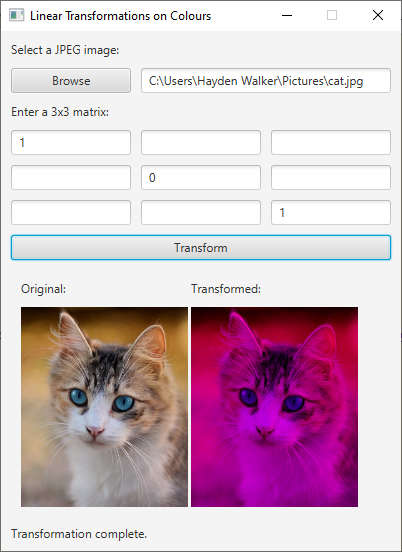 Linear Transformations on Colours
Select a JPEG image:
Browse C:\Users\Hayden Walker\Pictures\cat.jpg
Enter a 3x3 matrix:
1
0
1
Transform
Original: Transformed:
Transformation complete.